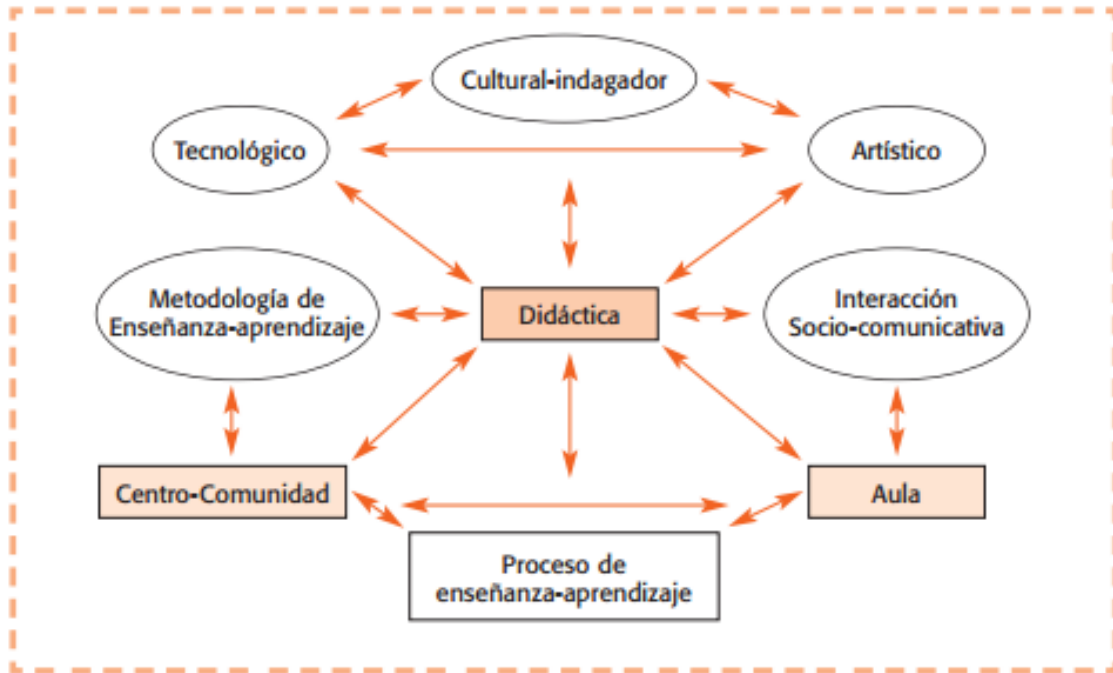 Cultural-indagador
Tecnológico
Artístico
Metodología de
Enseñanza-aprendizaje
Didáctica
Interacción
Socio-comunicativa
Centro-Comunidad
Aula
Proceso de
enseñanza-aprendizaje